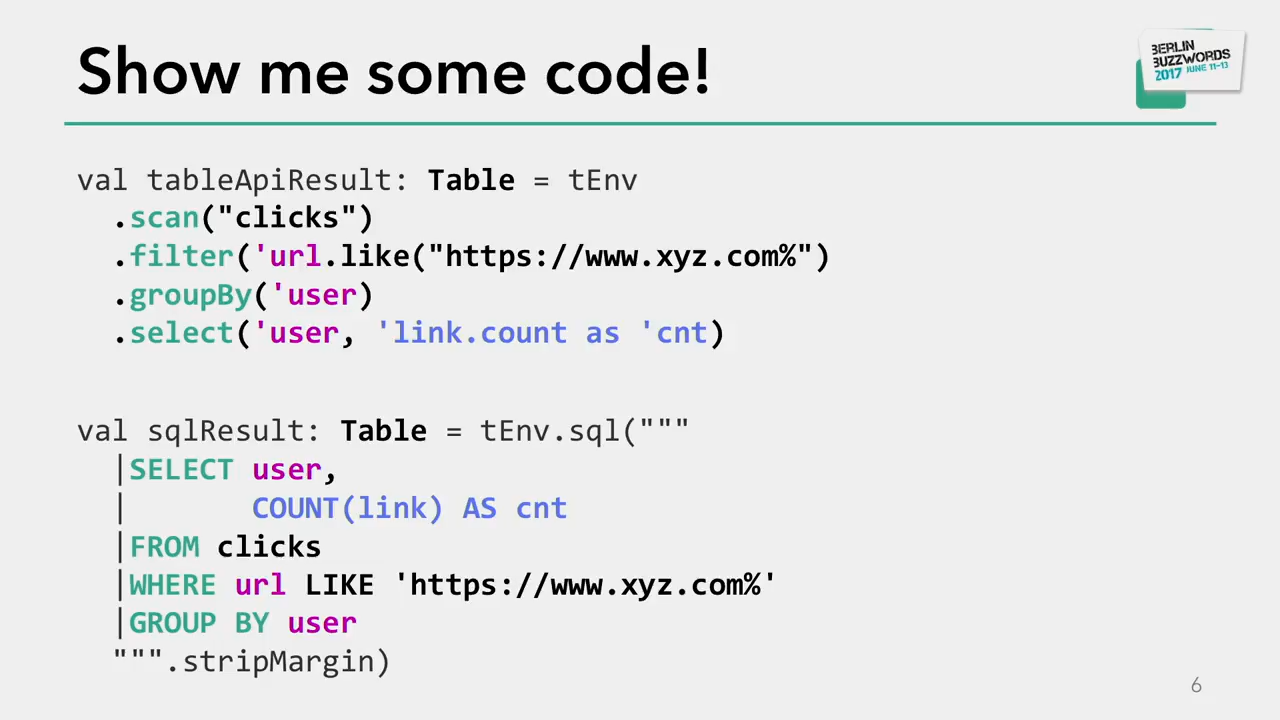 Show me some code!
BERLIN
BUZZWORDS
2017 JUNE 11-13
val tableApiResult: Table = tEnv
  .scan("clicks")
  .filter('url.like("https://www.xyz.com%")
  .groupBy('user)
  .select('user, 'link.count as 'cnt)
val sqlResult: Table = tEnv.sql("""
  |SELECT user,
  |       COUNT(link) AS cnt
  |FROM clicks
  |WHERE url LIKE 'https://www.xyz.com%'
  |GROUP BY user
  """.stripMargin)
6